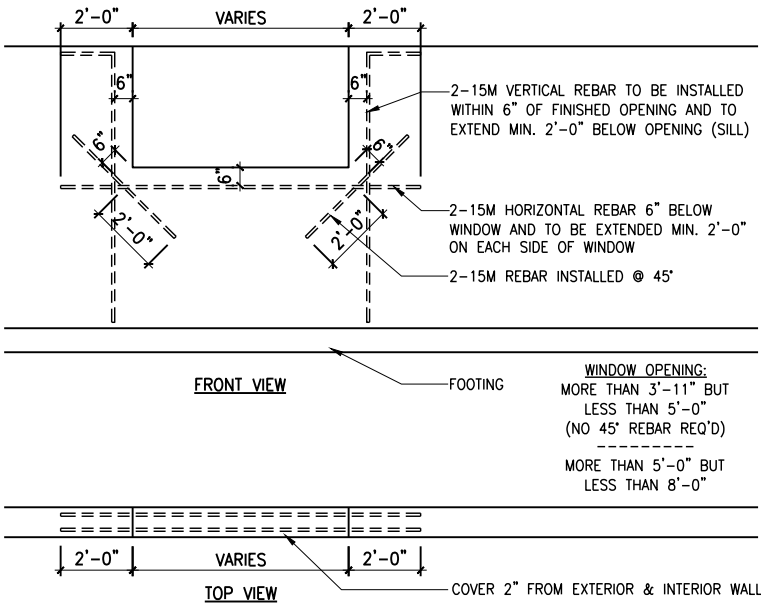 2'-0" VARIES 2'-0"
6" 6"
2-15M VERTICAL REBAR TO BE INSTALLED
WITHIN 6" OF FINISHED OPENING AND TO
EXTEND MIN. 2'-0" BELOW OPENING (SILL)
6" 6" 6"
2'-0" 2'-0"
2-15M HORIZONTAL REBAR 6" BELOW
WINDOW AND TO BE EXTENDED MIN. 2'-0"
ON EACH SIDE OF WINDOW
2-15M REBAR INSTALLED @ 45°
FRONT VIEW
FOOTING
WINDOW OPENING:
MORE THAN 3'-11" BUT
LESS THAN 5'-0"
(NO 45° REBAR REQ'D)
----------
MORE THAN 5'-0" BUT
LESS THAN 8'-0"
2'-0" VARIES 2'-0"
TOP VIEW
COVER 2" FROM EXTERIOR & INTERIOR WALL